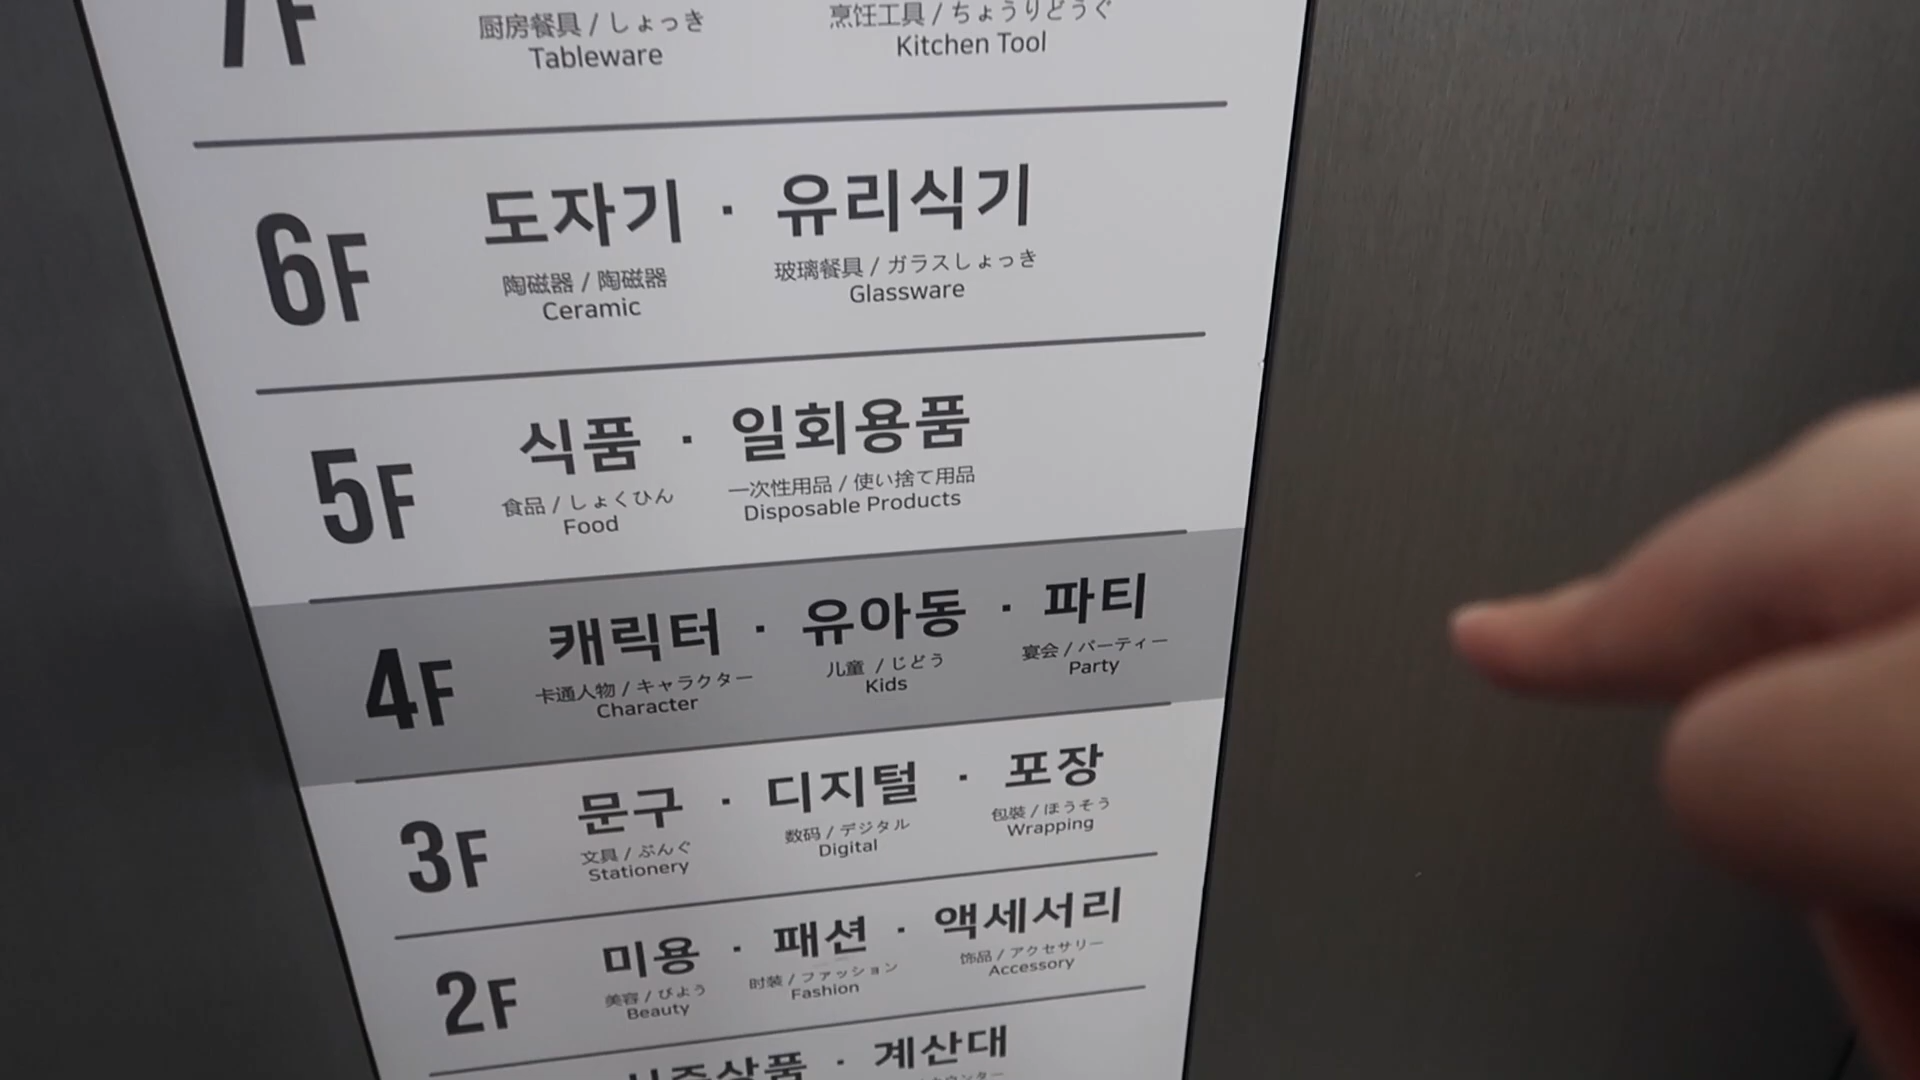 7F
厨房餐具 / しょっき
Tableware
烹饪工具 / ちょうりどうぐ
Kitchen Tool
6F
도자기 · 유리식기
陶磁器 / 陶磁器
Ceramic
玻璃餐具 / ガラスしょっき
Glassware
5F
식품 · 일회용품
食品 / しょくひん
Food
一次性用品 / 使い捨て用品
Disposable Products
4F
캐릭터 · 유아동 · 파티
卡通人物 / キャラクター
Character
儿童 / じどう
Kids
宴会 / パーティー
Party
3F
문구 · 디지털 · 포장
文具 / ぶんぐ
Stationery
数码 / デジタル
Digital
包装 / ほうそう
Wrapping
2F
미용 · 패션 · 액세서리
美容 / びよう
Beauty
时装 / ファッション
Fashion
饰品 / アクセサリー
Accessory
시즌상품 · 계산대